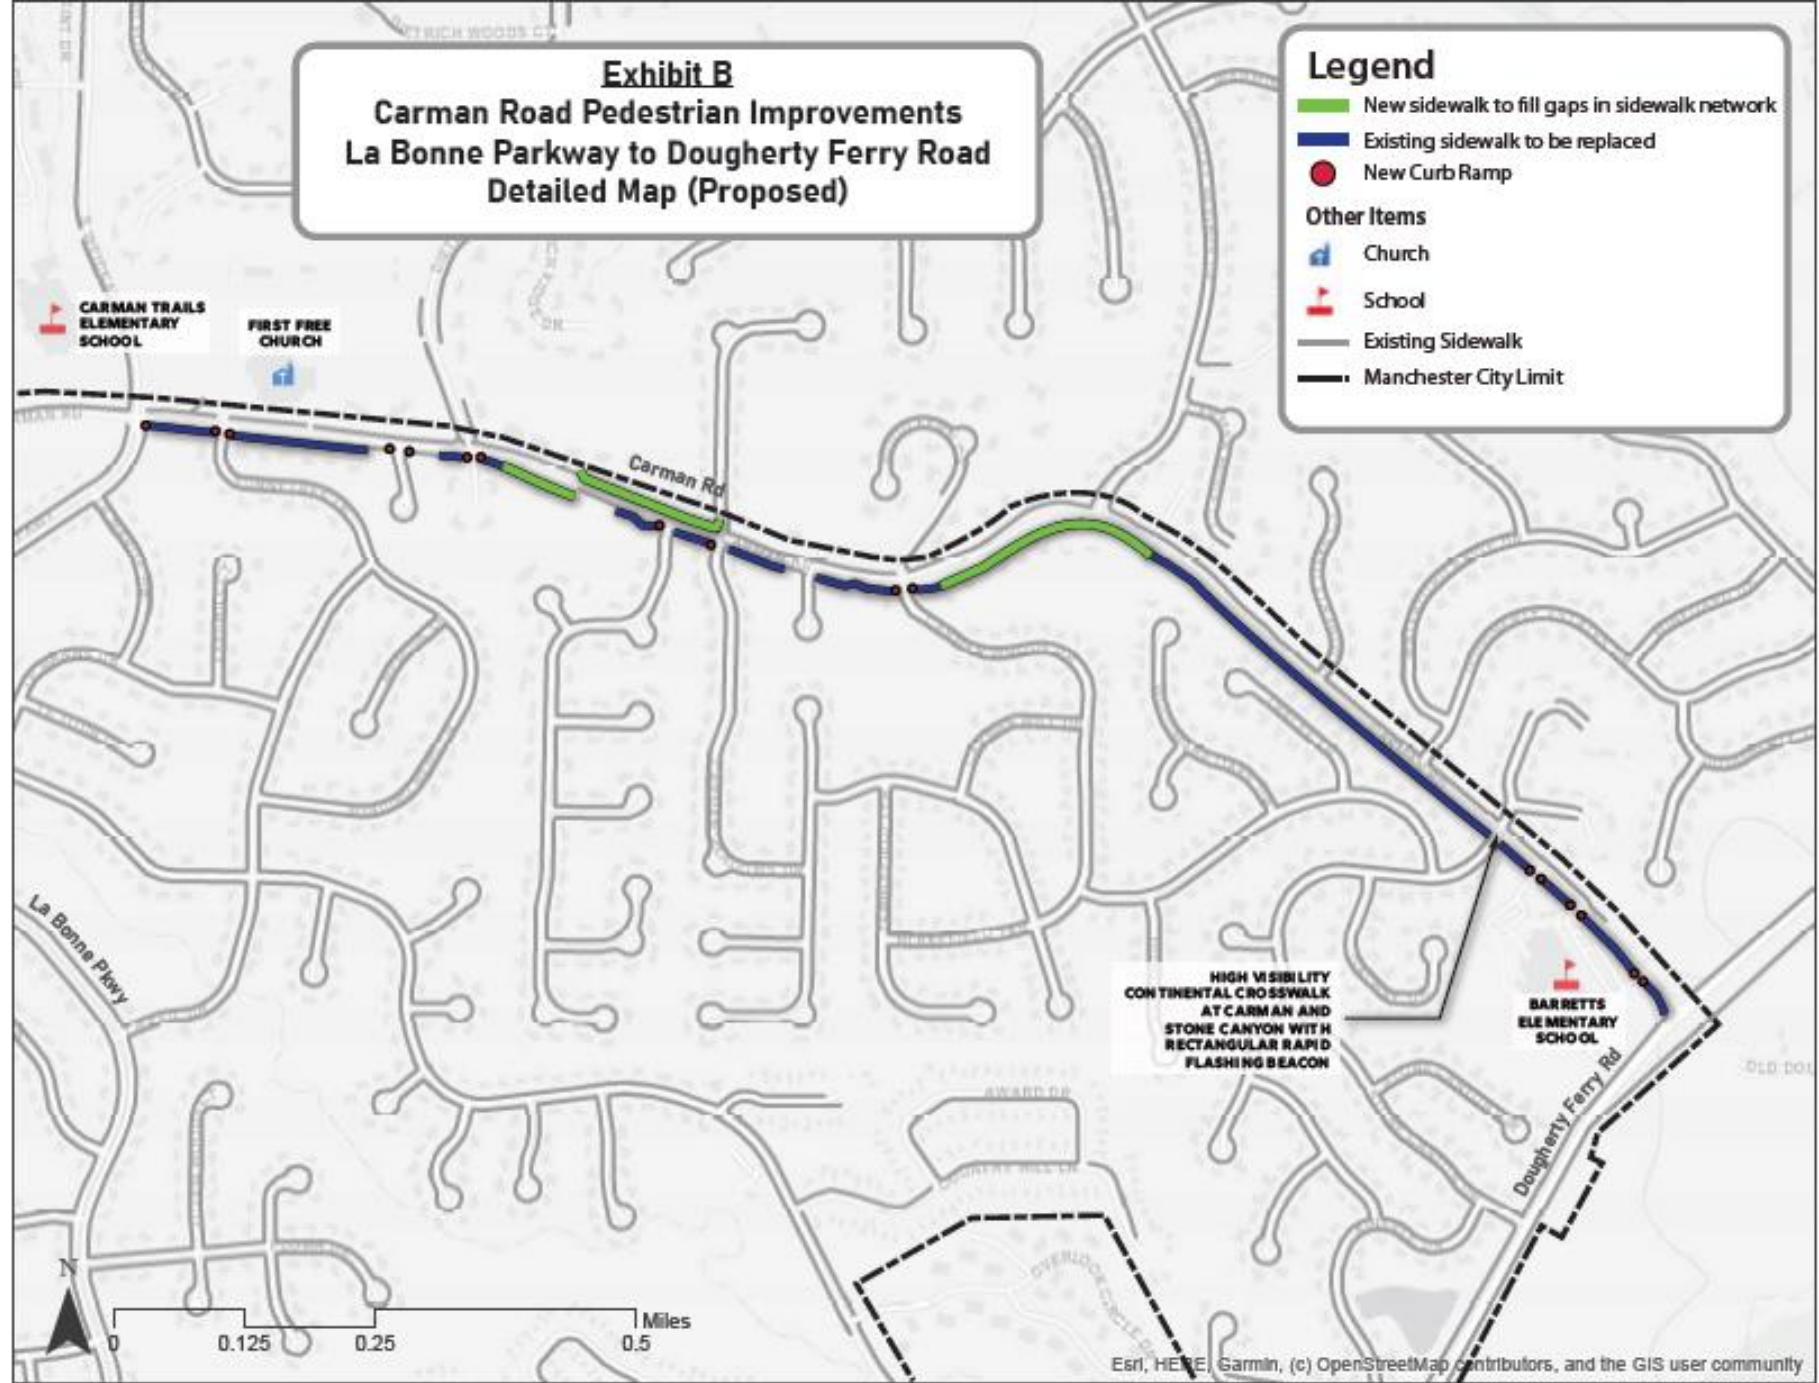 Exhibit B
Carman Road Pedestrian Improvements
La Bonne Parkway to Dougherty Ferry Road
Detailed Map (Proposed)
Legend
New sidewalk to fill gaps in sidewalk network
Existing sidewalk to be replaced
New Curb Ramp
Other Items
Church
School
Existing Sidewalk
Manchester City Limit
CARMAN TRAILS
ELEMENTARY
SCHOOL
FIRST FREE
CHURCH
Carman Rd
La Bonne Pkwy
HIGH VISIBILITY
CONTINENTAL CROSSWALK
AT CARMAN AND
STONE CANYON WITH
RECTANGULAR RAPID
FLASHING BEACON
BARRETTS
ELEMENTARY
SCHOOL
Dougherty Ferry Rd
AWARD DR
N
Miles
0
0.125
0.25
0.5
Esri, HERE, Garmin, (c) OpenStreetMap contributors, and the GIS user community